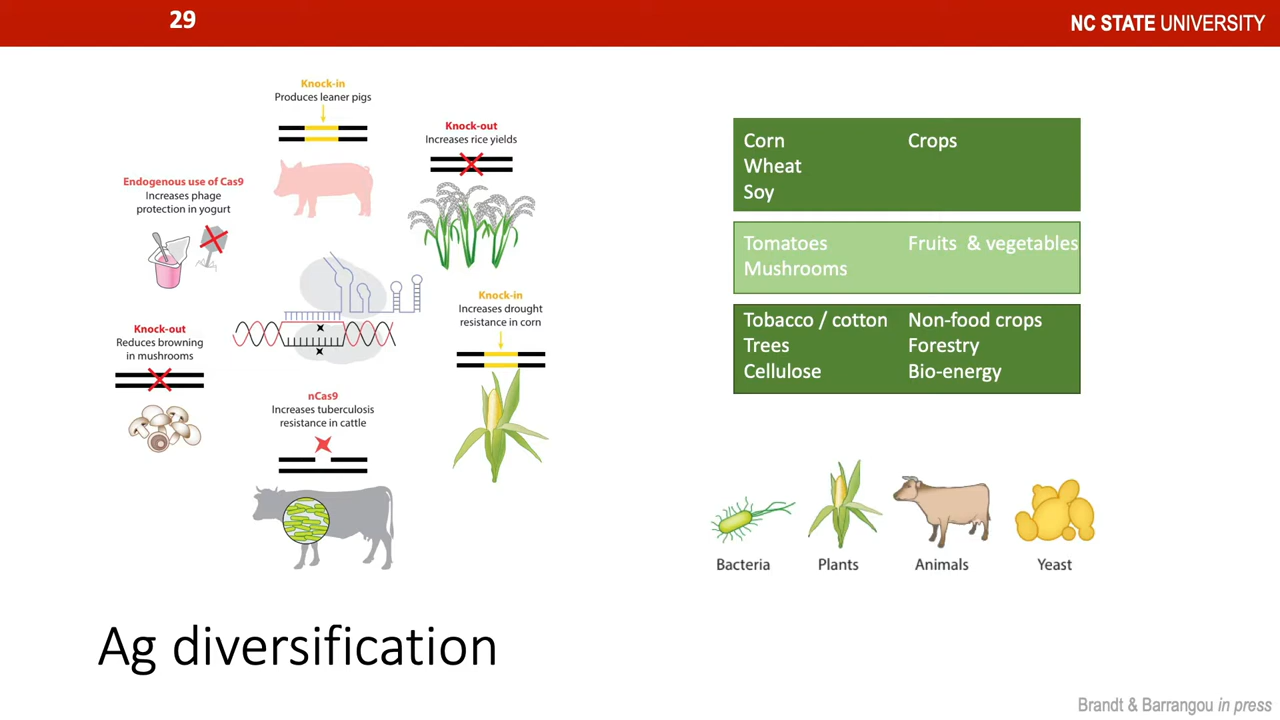 29
NC STATE UNIVERSITY
Knock-in
Produces leaner pigs
Knock-out
Increases rice yields
Endogenous use of Cas9
Increases phage
protection in yogurt
Knock-in
Increases drought
resistance in corn
Knock-out
Reduces browning
in mushrooms
nCas9
Increases tuberculosis
resistance in cattle
Corn Crops
Wheat
Soy
Tomatoes Fruits & vegetables
Mushrooms
Tobacco / cotton Non-food crops
Trees Forestry
Cellulose Bio-energy
Bacteria Plants Animals Yeast
Ag diversification
Brandt & Barrangou in press